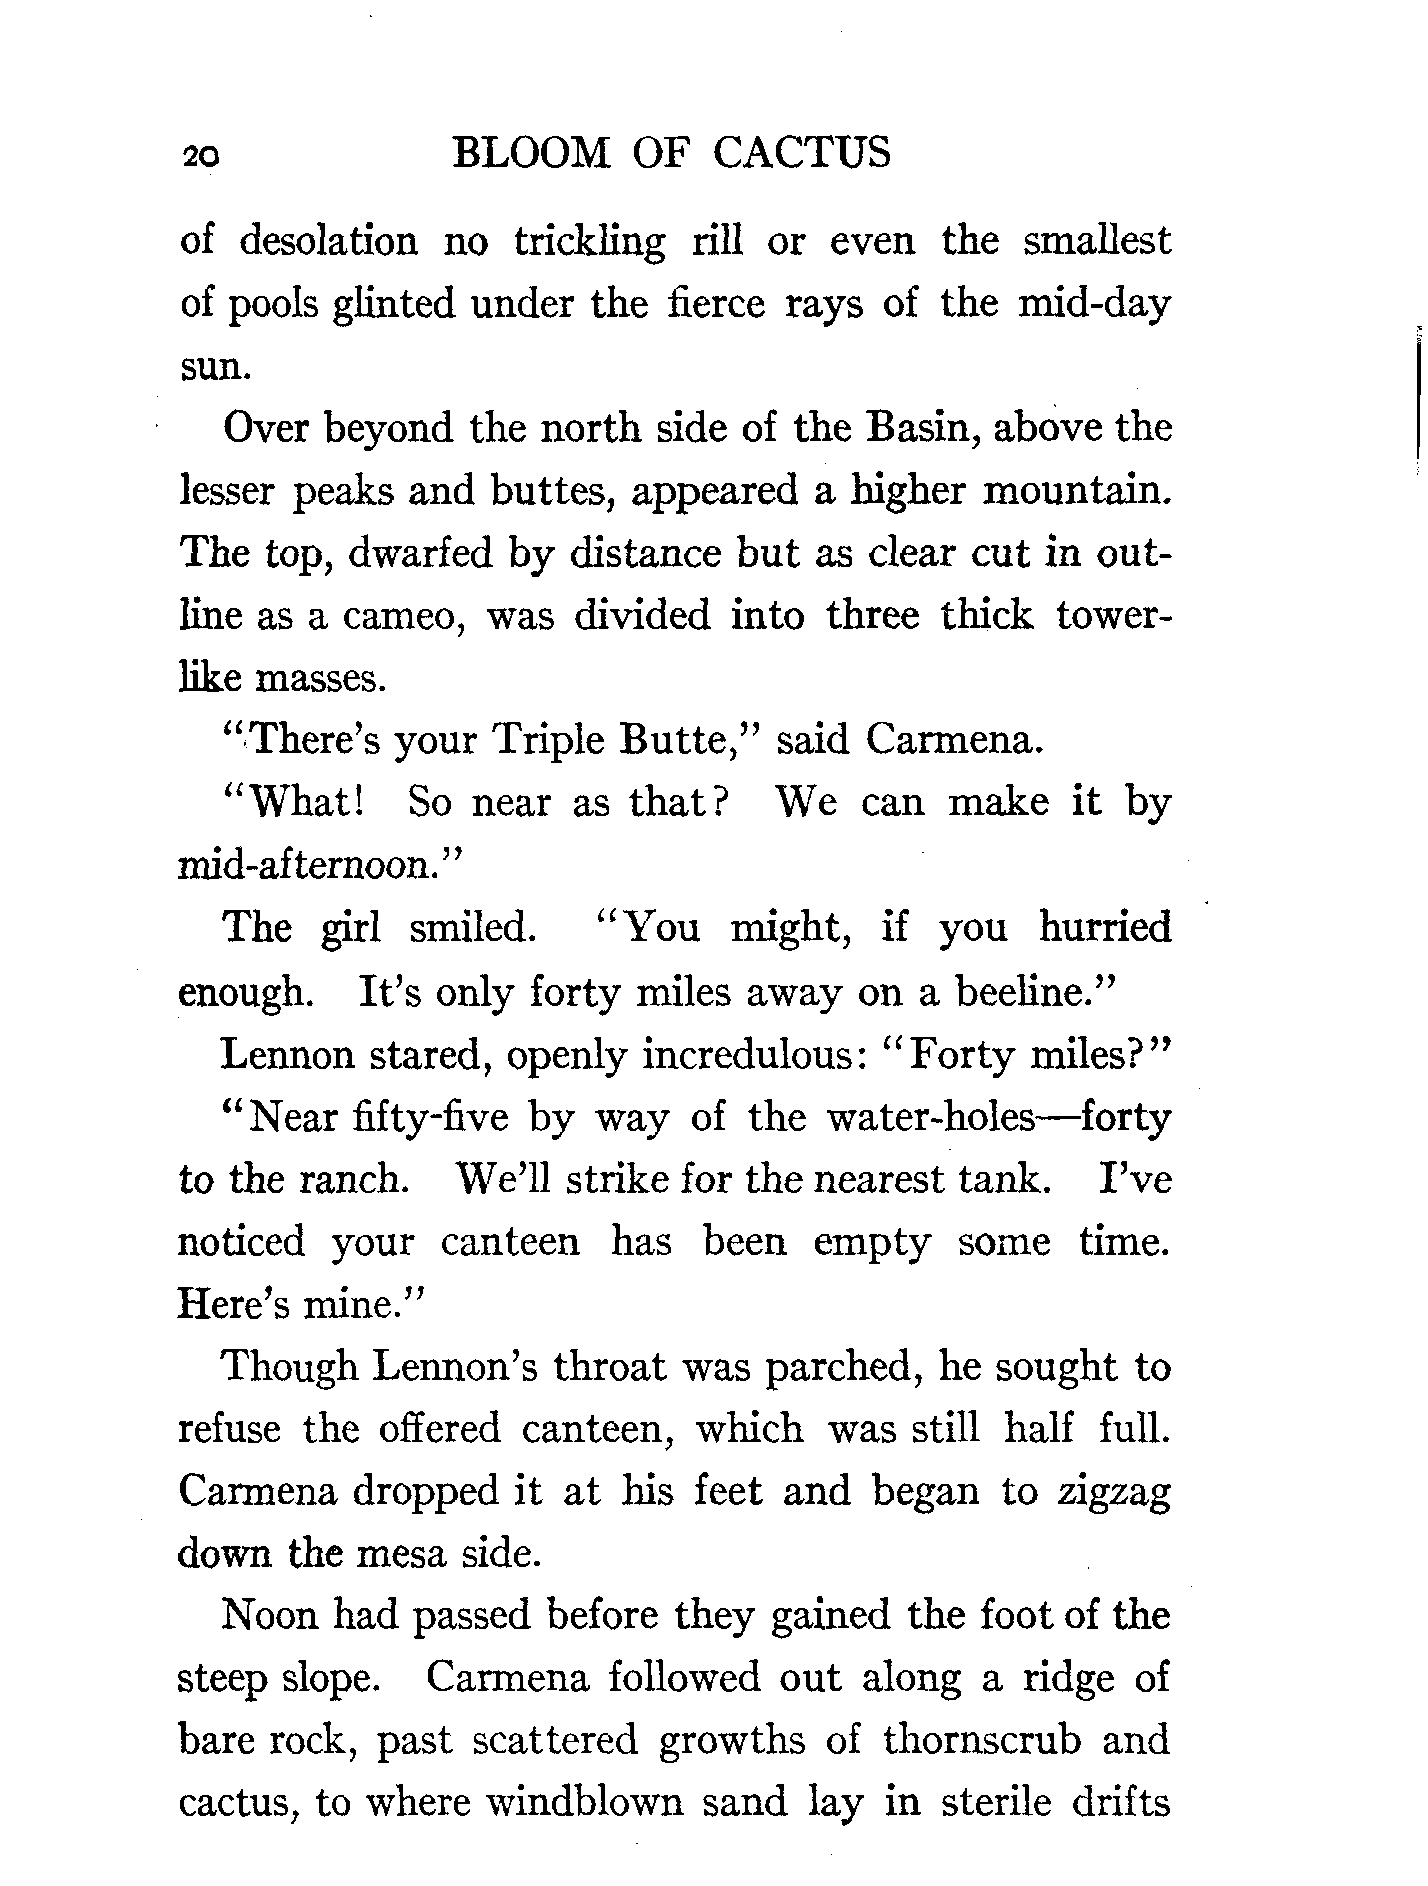 20 BLOOM OF CACTUS
of desolation no trickling rill or even the smallest
of pools glinted under the fierce rays of the mid-day
sun.
Over beyond the north side of the Basin, above the
lesser peaks and buttes, appeared a higher mountain.
The top, dwarfed by distance but as clear cut in out-
line as a cameo, was divided into three thick tower-
like masses.
"There's your Triple Butte," said Carmena.
"What! So near as that? We can make it by
mid-afternoon."
The girl smiled. "You might, if you hurried
enough. It's only forty miles away on a beeline."
Lennon stared, openly incredulous: "Forty miles?"
"Near fifty-five by way of the water-holes—forty
to the ranch. We'll strike for the nearest tank. I've
noticed your canteen has been empty some time.
Here's mine."
Though Lennon's throat was parched, he sought to
refuse the offered canteen, which was still half full.
Carmena dropped it at his feet and began to zigzag
down the mesa side.
Noon had passed before they gained the foot of the
steep slope. Carmena followed out along a ridge of
bare rock, past scattered growths of thornscrub and
cactus, to where windblown sand lay in sterile drifts